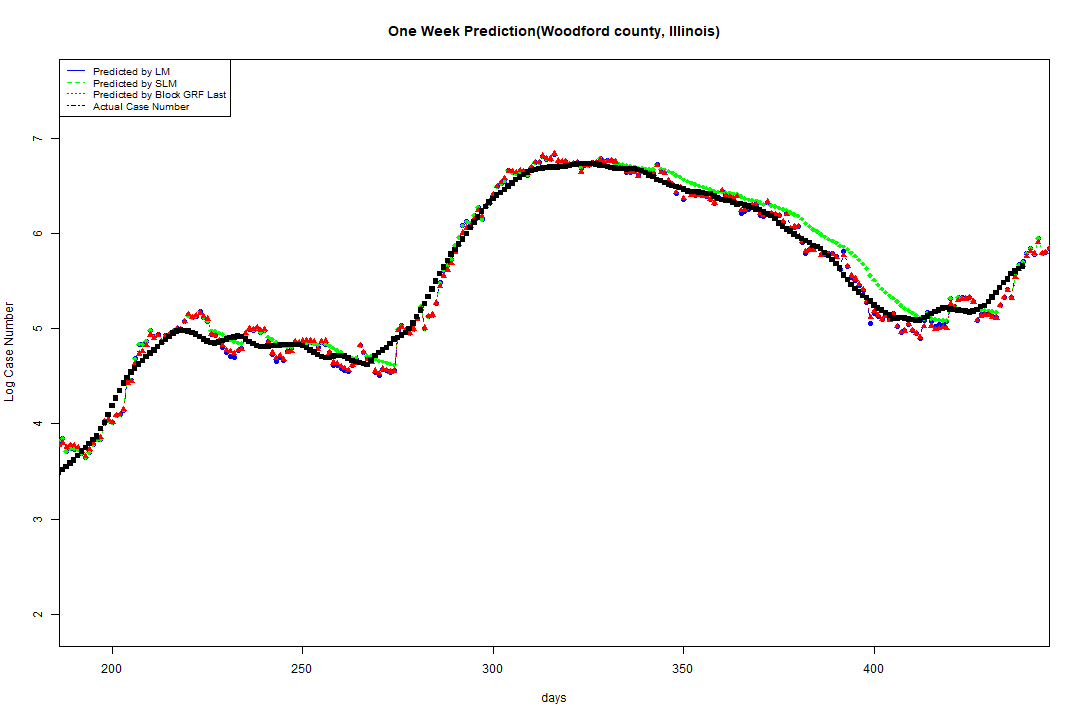 One Week Prediction(Woodford county, Illinois)
Predicted by LM
Predicted by SLM
Predicted by Block GRF Last
Actual Case Number
7
6
5
4
3
2
Log Case Number
200 250 300 350 400
days